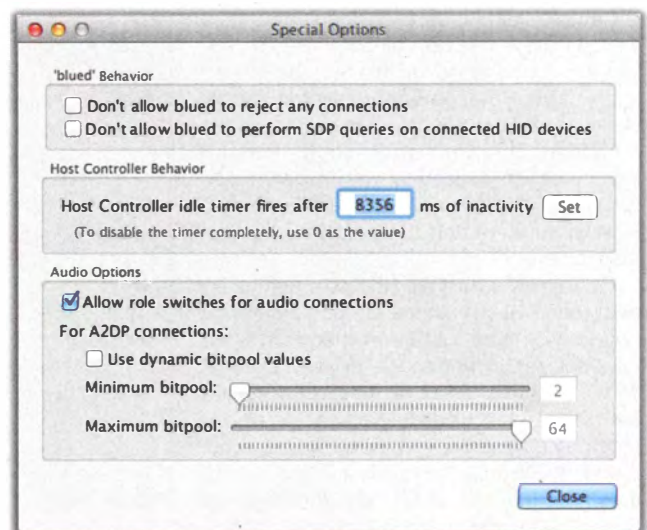 Special Options
'blued' Behavior
Don't allow blued to reject any connections
Don't allow blued to perform SDP queries on connected HID devices
Host Controller Behavior
Host Controller idle timer fires after 8356 ms of inactivity Set
(To disable the timer completely, use 0 as the value)
Audio Options
Allow role switches for audio connections
For A2DP connections:
Use dynamic bitpool values
Minimum bitpool: 2
Maximum bitpool: 64
Close